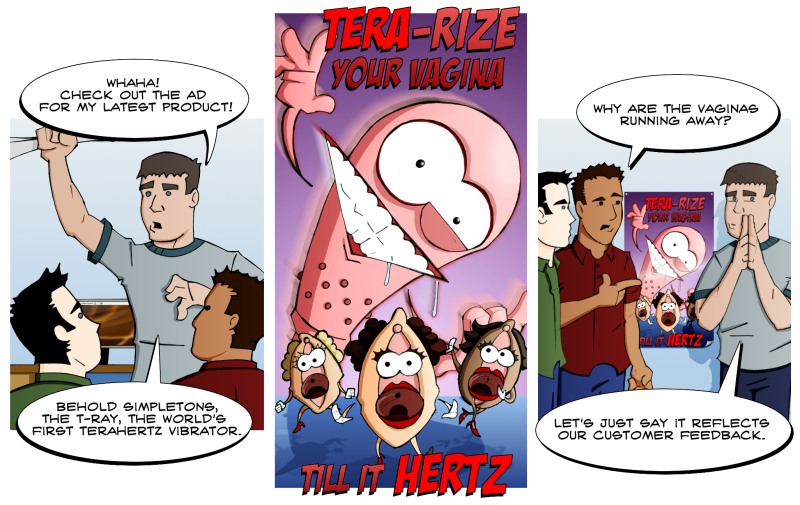 WHAHA!
CHECK OUT THE AD
FOR MY LATEST PRODUCT!
BEHOLD SIMPLETONS,
THE T-RAY, THE WORLD'S
FIRST TERAHERTZ VIBRATOR.
TERA-RIZE
YOUR VAGINA
TILL IT HERTZ
WHY ARE THE VAGINAS
RUNNING AWAY?
TERA-RIZE
YOUR VAGINA
TILL IT HERTZ
LET'S JUST SAY IT REFLECTS
OUR CUSTOMER FEEDBACK.